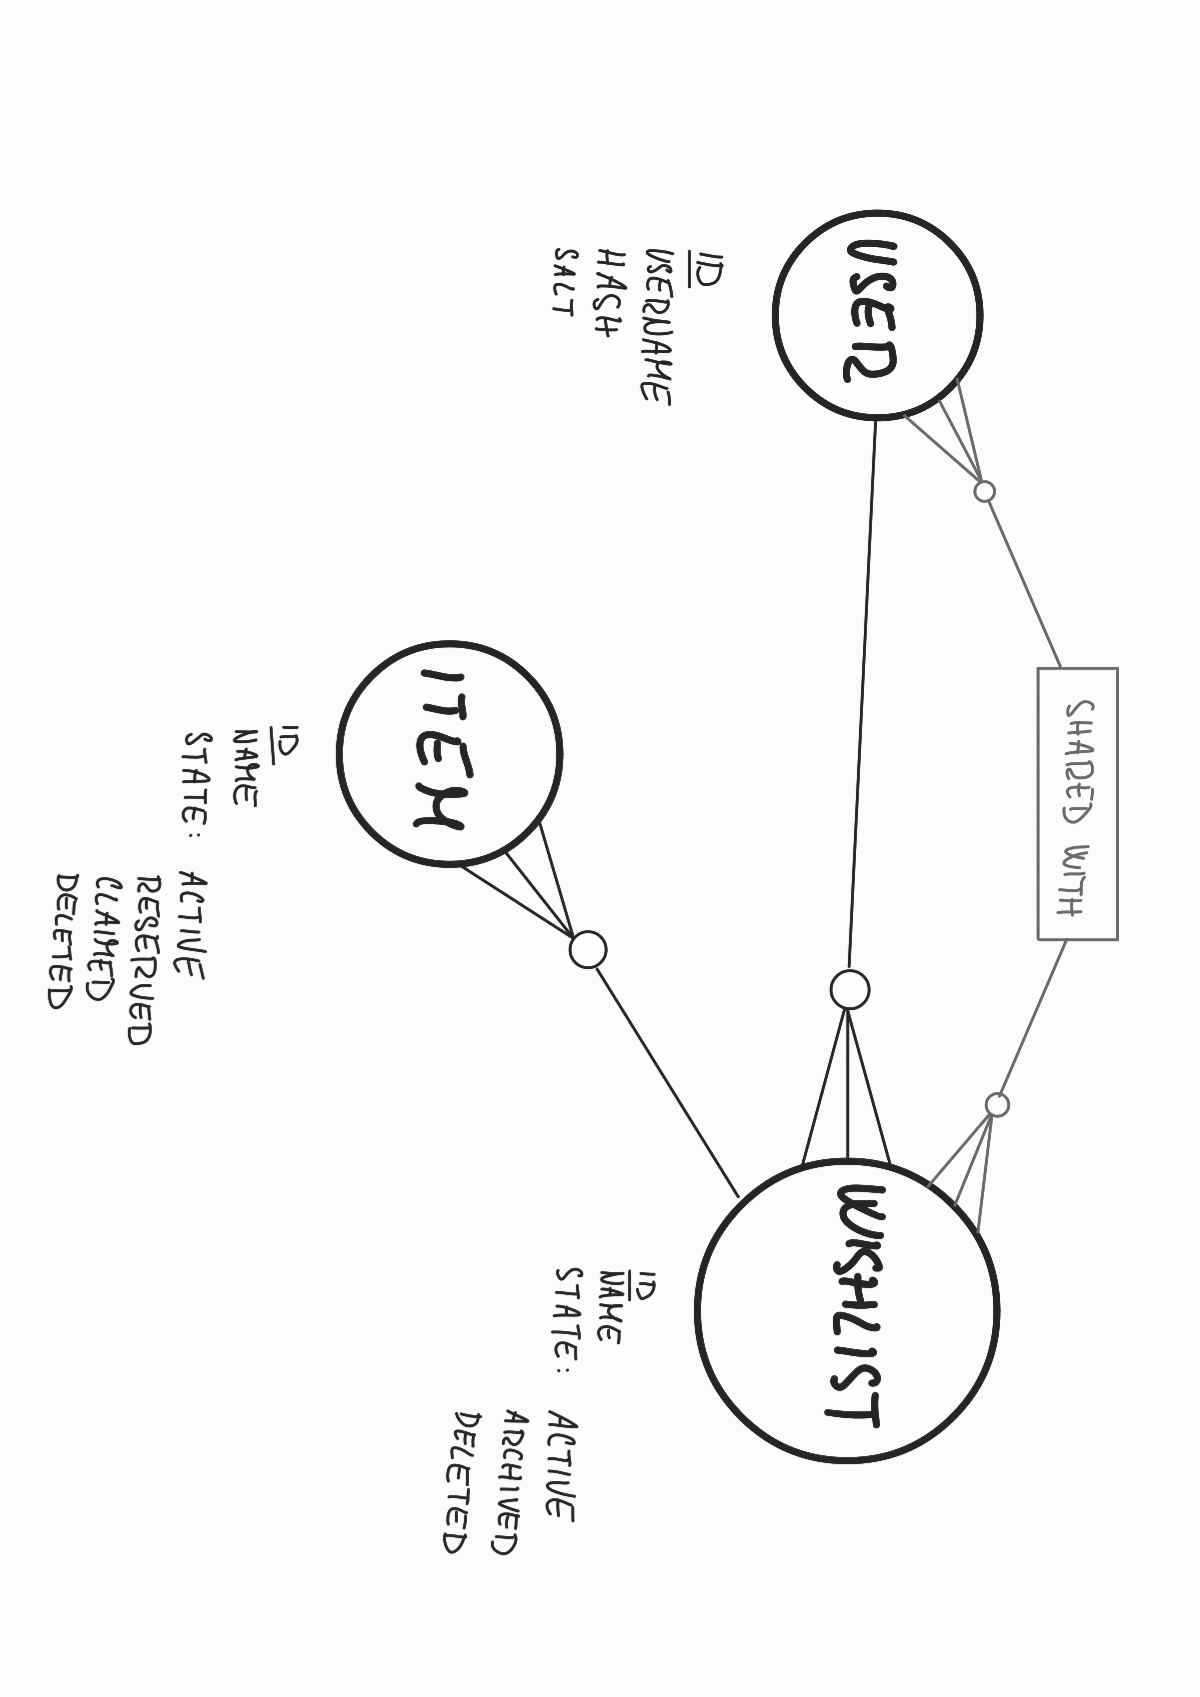 SHARED WITH
USER
WISHLIST
ID
USERNAME
HASH
SALT
ID
NAME
STATE: ACTIVE
ARCHIVED
DELETED
ITEM
ID
NAME
STATE: ACTIVE
RESERVED
CLAIMED
DELETED